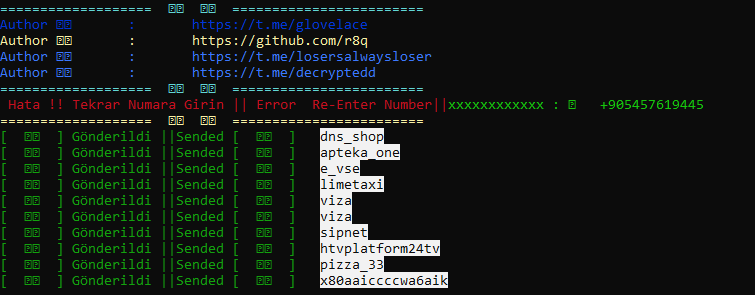 =================== ⍰⍰ ⍰⍰ ========================
Author ⍰⍰ : https://t.me/glovelace
Author ⍰⍰ : https://github.com/r8q
https://t.me/losersalwaysloser
Author ⍰⍰ : https://t.me/decryptedd
=================== ⍰⍰ ⍰⍰ ========================
Hata !! Tekrar Numara Girin || Error Re-Enter Number||xxxxxxxxxxxx : ⍰ +905457619445
=================== ⍰⍰ ⍰⍰ ========================
[ ⍰⍰ ] Gönderildi ||Sended [ ⍰⍰ ] dns_shop
[ ⍰⍰ ] Gönderildi ||Sended [ ⍰⍰ ] apteka_one
[ ⍰⍰ ] Gönderildi ||Sended [ ⍰⍰ ] e_vse
[ ⍰⍰ ] Gönderildi ||Sended [ ⍰⍰ ] limetaxi
[ ⍰⍰ ] Gönderildi ||Sended [ ⍰⍰ ] viza
[ ⍰⍰ ] Gönderildi ||Sended [ ⍰⍰ ] viza
[ ⍰⍰ ] Gönderildi ||Sended [ ⍰⍰ ] sipnet
[ ⍰⍰ ] Gönderildi ||Sended [ ⍰⍰ ] htvplatform24tv
[ ⍰⍰ ] Gönderildi ||Sended [ ⍰⍰ ] pizza_33
[ ⍰⍰ ] Gönderildi ||Sended [ ⍰⍰ ] x80aaiccccwa6aik